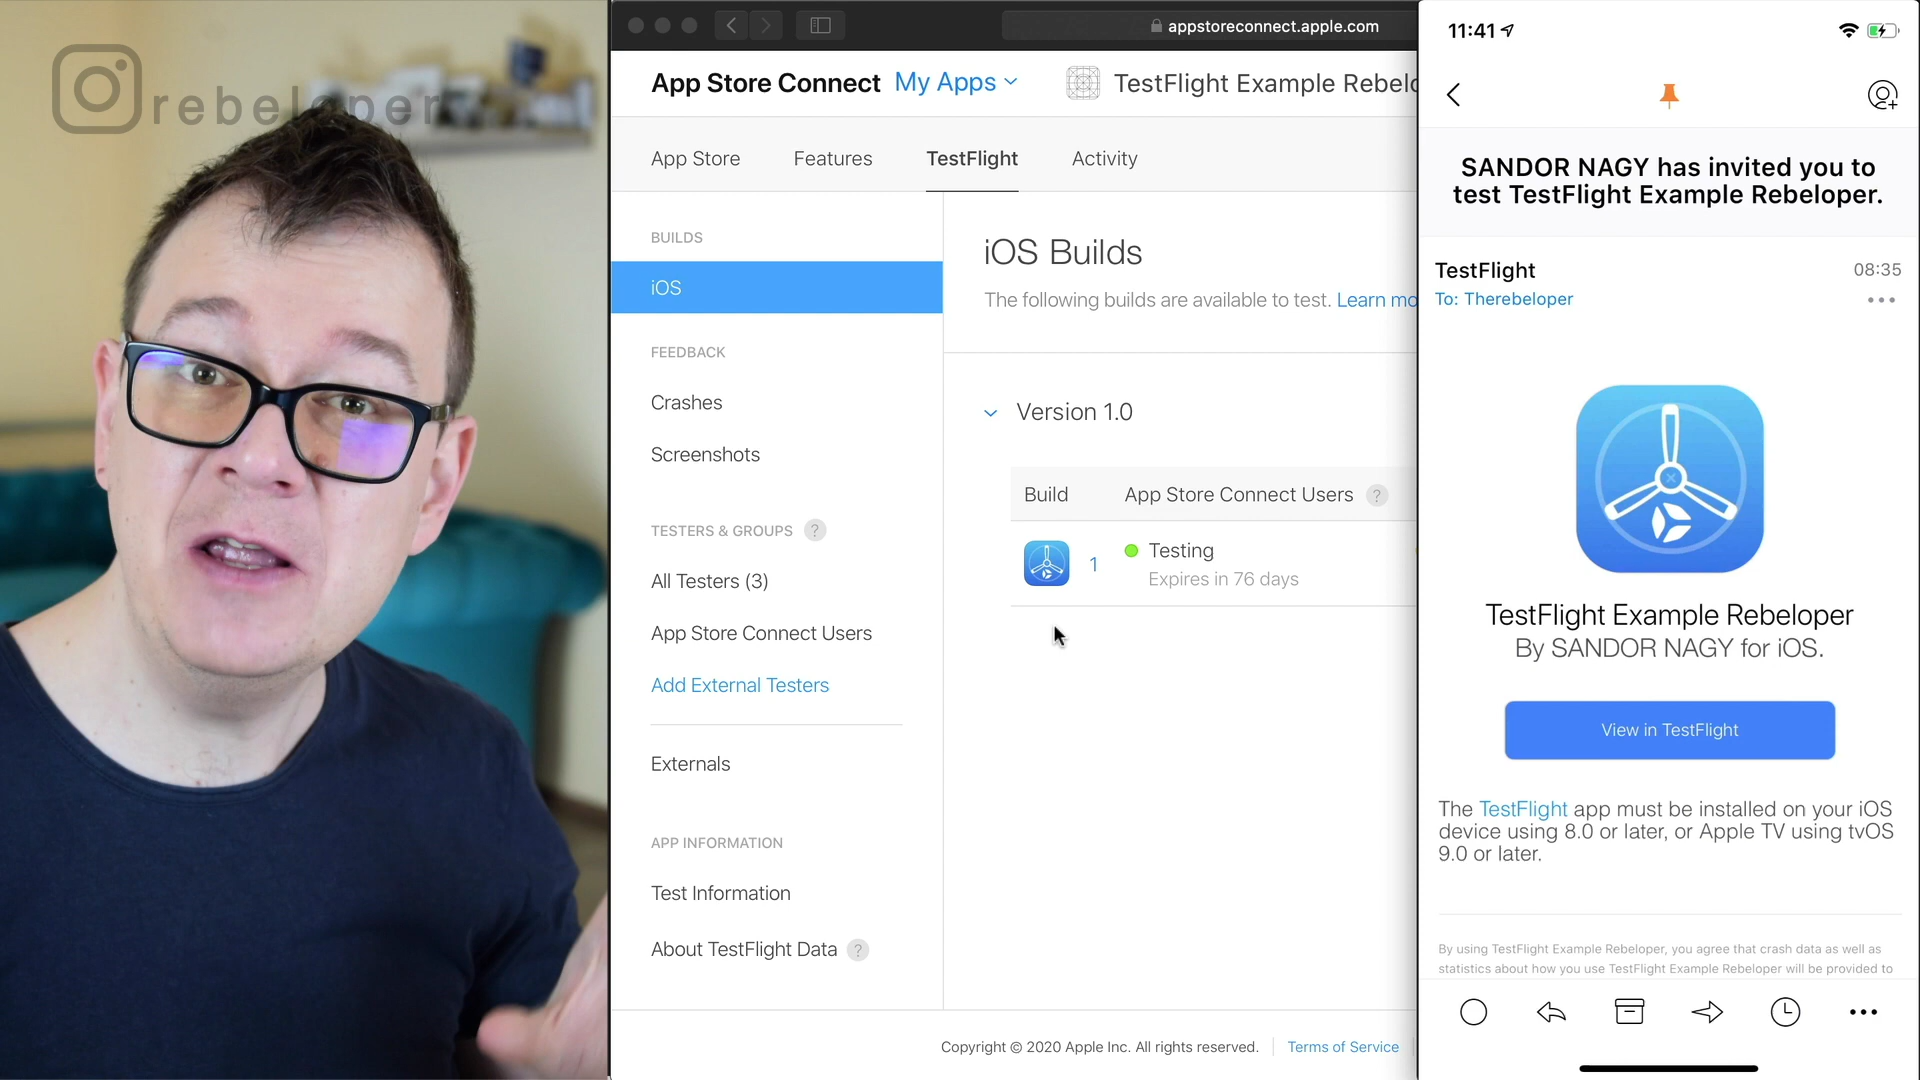 rebeloper
appstoreconnect.apple.com
App Store Connect My Apps
TestFlight Example Rebelo
App Store
Features
TestFlight
Activity
BUILDS
iOS
FEEDBACK
Crashes
Screenshots
TESTERS & GROUPS ?
All Testers (3)
App Store Connect Users
Add External Testers
Externals
APP INFORMATION
Test Information
About TestFlight Data ?
iOS Builds
The following builds are available to test. Learn mo
Version 1.0
Build
App Store Connect Users ?
1
Testing
Expires in 76 days
Copyright © 2020 Apple Inc. All rights reserved.
Terms of Service
11:41
SANDOR NAGY has invited you to
test TestFlight Example Rebeloper.
TestFlight
08:35
To: Therebeloper
TestFlight Example Rebeloper
By SANDOR NAGY for iOS.
View in TestFlight
The TestFlight app must be installed on your iOS
device using 8.0 or later, or Apple TV using tvOS
9.0 or later.
By using TestFlight Example Rebeloper, you agree that crash data as well as
statistics about how you use TestFlight Example Rebeloper will be provided to